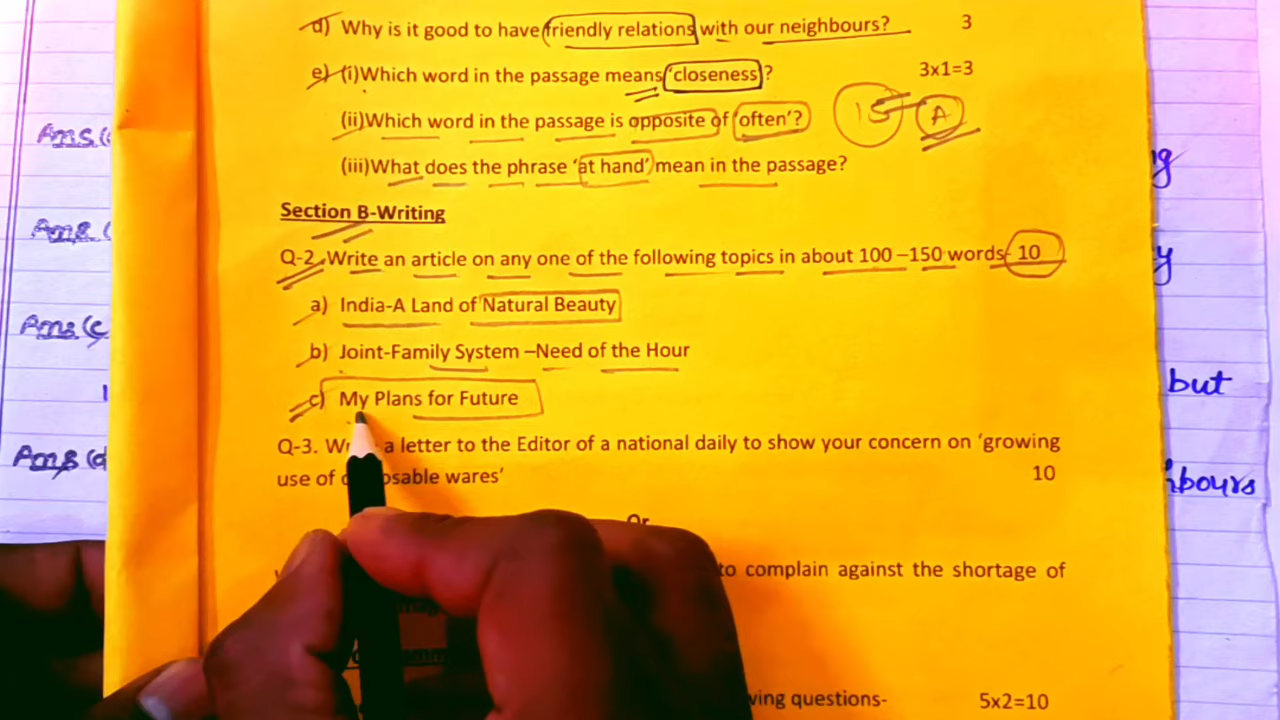 d) Why is it good to have friendly relations with our neighbours? 3
e) (i)Which word in the passage means 'closeness'? 3x1=3
(ii)Which word in the passage is opposite of 'often'? 15 A
(iii)What does the phrase 'at hand' mean in the passage?
Section B-Writing
Q-2 Write an article on any one of the following topics in about 100 –150 words- 10
a) India-A Land of Natural Beauty
b) Joint-Family System –Need of the Hour
c) My Plans for Future
Q-3. a letter to the Editor of a national daily to show your concern on 'growing
use of wares' 10
Or
to complain against the shortage of
questions- 5x2=10
Ans(
Ans(
Ans(c
Ans(d
g
y
but